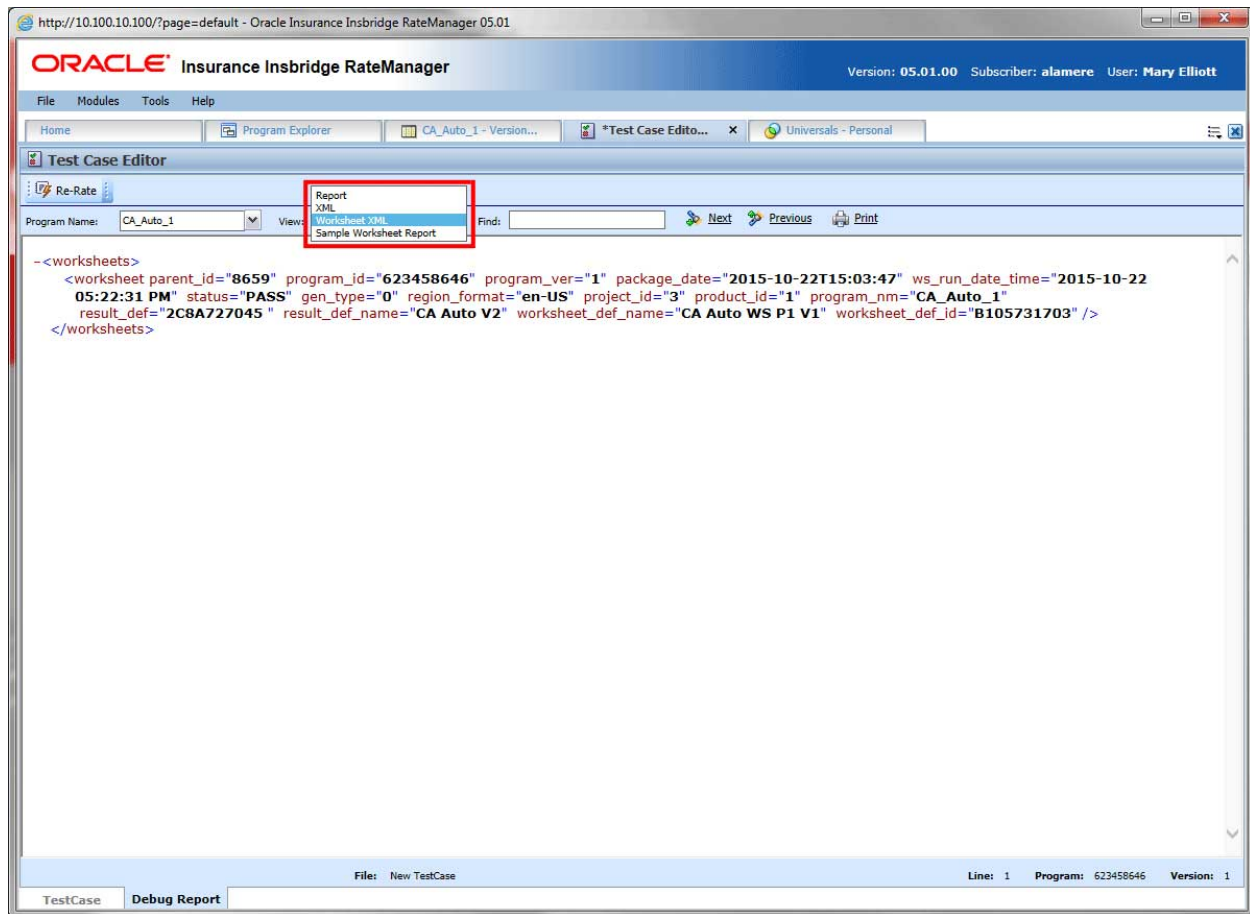 http://10.100.10.100/?page=default - Oracle Insurance Insbridge RateManager 05.01
ORACLE Insurance Insbridge RateManager
Version: 05.01.00 Subscriber: alamere User: Mary Elliott
File Modules Tools Help
Home Program Explorer CA_Auto_1 - Version... *Test Case Edito... x Universals - Personal
Test Case Editor
Re-Rate
Report
XML
Program Name: CA_Auto_1 View: Worksheet XML Find: Next Previous Print
Sample Worksheet Report
-<worksheets>
<worksheet parent_id="8659" program_id="623458646" program_ver="1" package_date="2015-10-22T15:03:47" ws_run_date_time="2015-10-22
05:22:31 PM" status="PASS" gen_type="0" region_format="en-US" project_id="3" product_id="1" program_nm="CA_Auto_1"
result_def="2C8A727045 " result_def_name="CA Auto V2" worksheet_def_name="CA Auto WS P1 V1" worksheet_def_id="B105731703" />
</worksheets>
File: New TestCase Line: 1 Program: 623458646 Version: 1
TestCase Debug Report